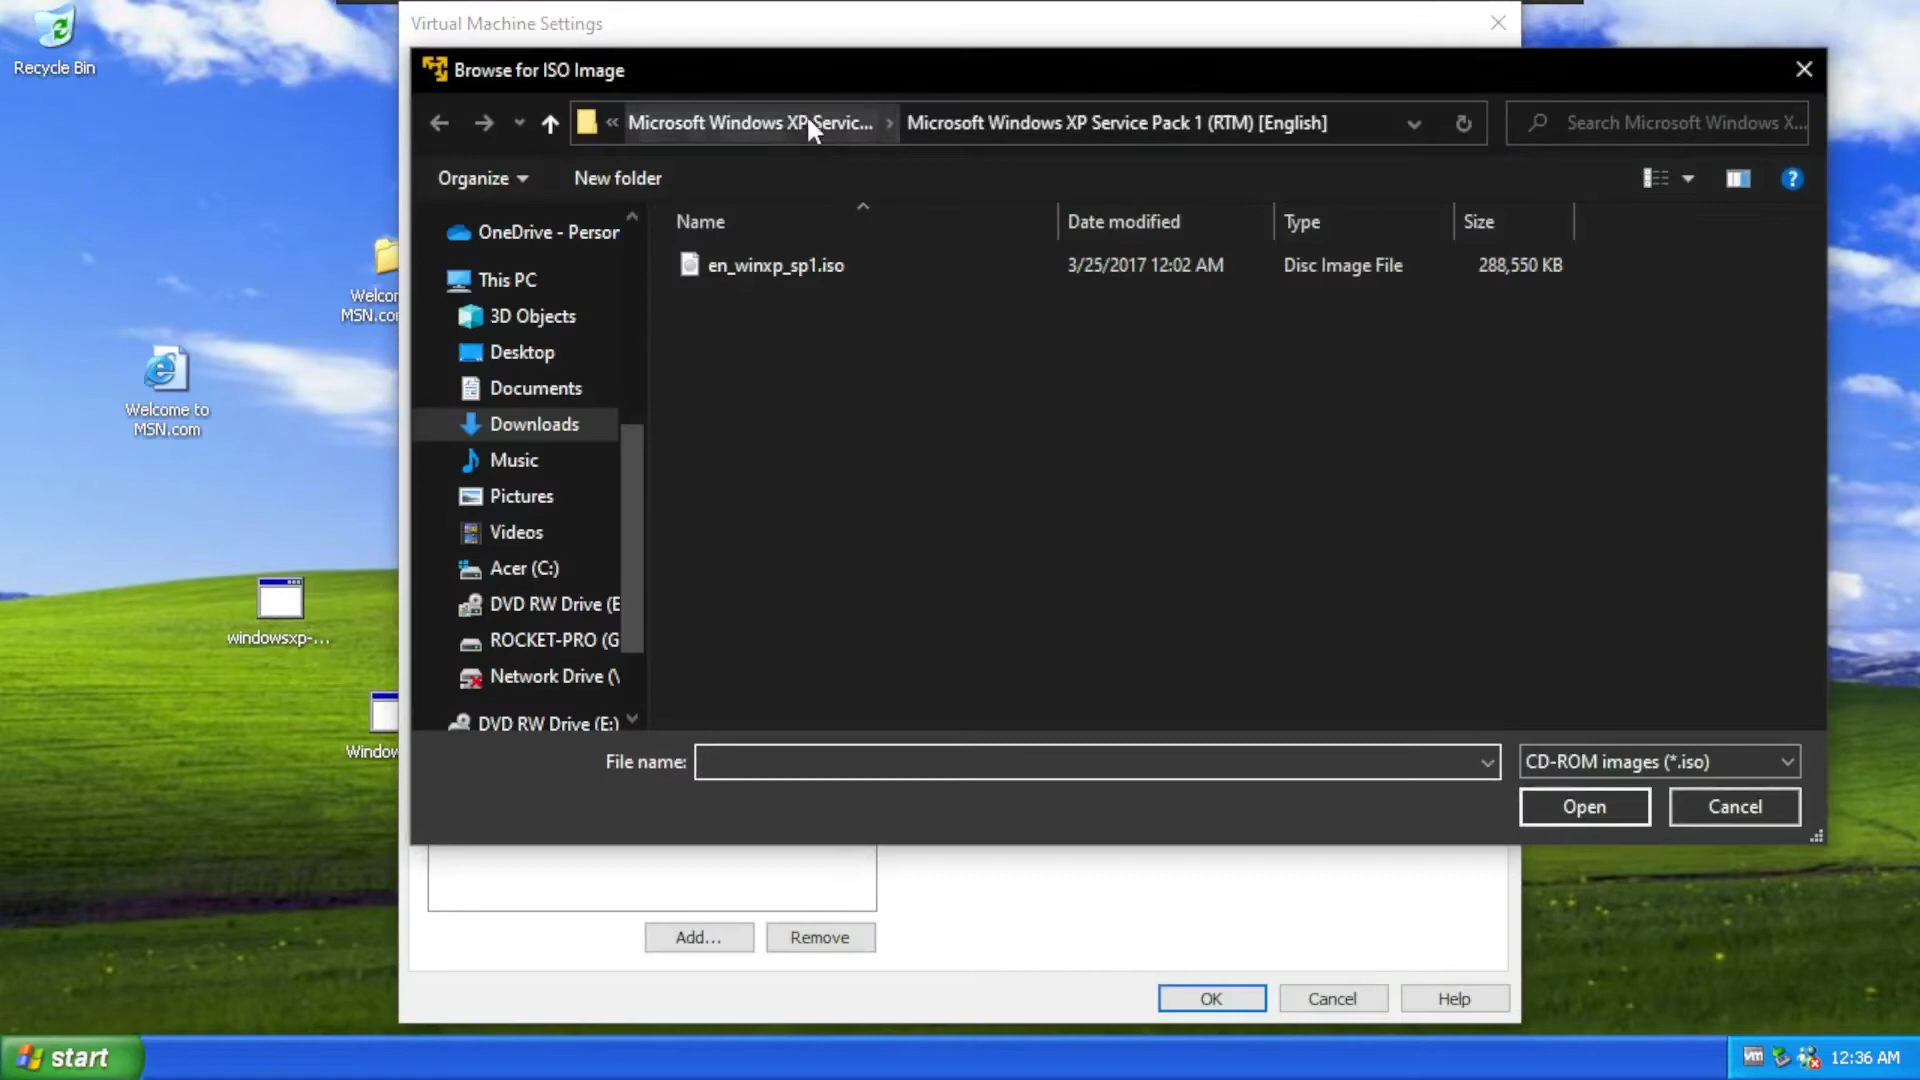 Recycle Bin
Welcome to
MSN.com
windowsxp-...
Virtual Machine Settings
Browse for ISO Image
« Microsoft Windows XP Servic... › Microsoft Windows XP Service Pack 1 (RTM) [English]
Search Microsoft Windows X...
Organize
New folder
Name
Date modified
Type
Size
en_winxp_sp1.iso
3/25/2017 12:02 AM
Disc Image File
288,550 KB
OneDrive - Person
This PC
3D Objects
Desktop
Documents
Downloads
Music
Pictures
Videos
Acer (C:)
DVD RW Drive (E
ROCKET-PRO (G
Network Drive (\
DVD RW Drive (E:)
File name:
CD-ROM images (*.iso)
Open
Cancel
Add...
Remove
OK
Cancel
Help
start
vm
12:36 AM